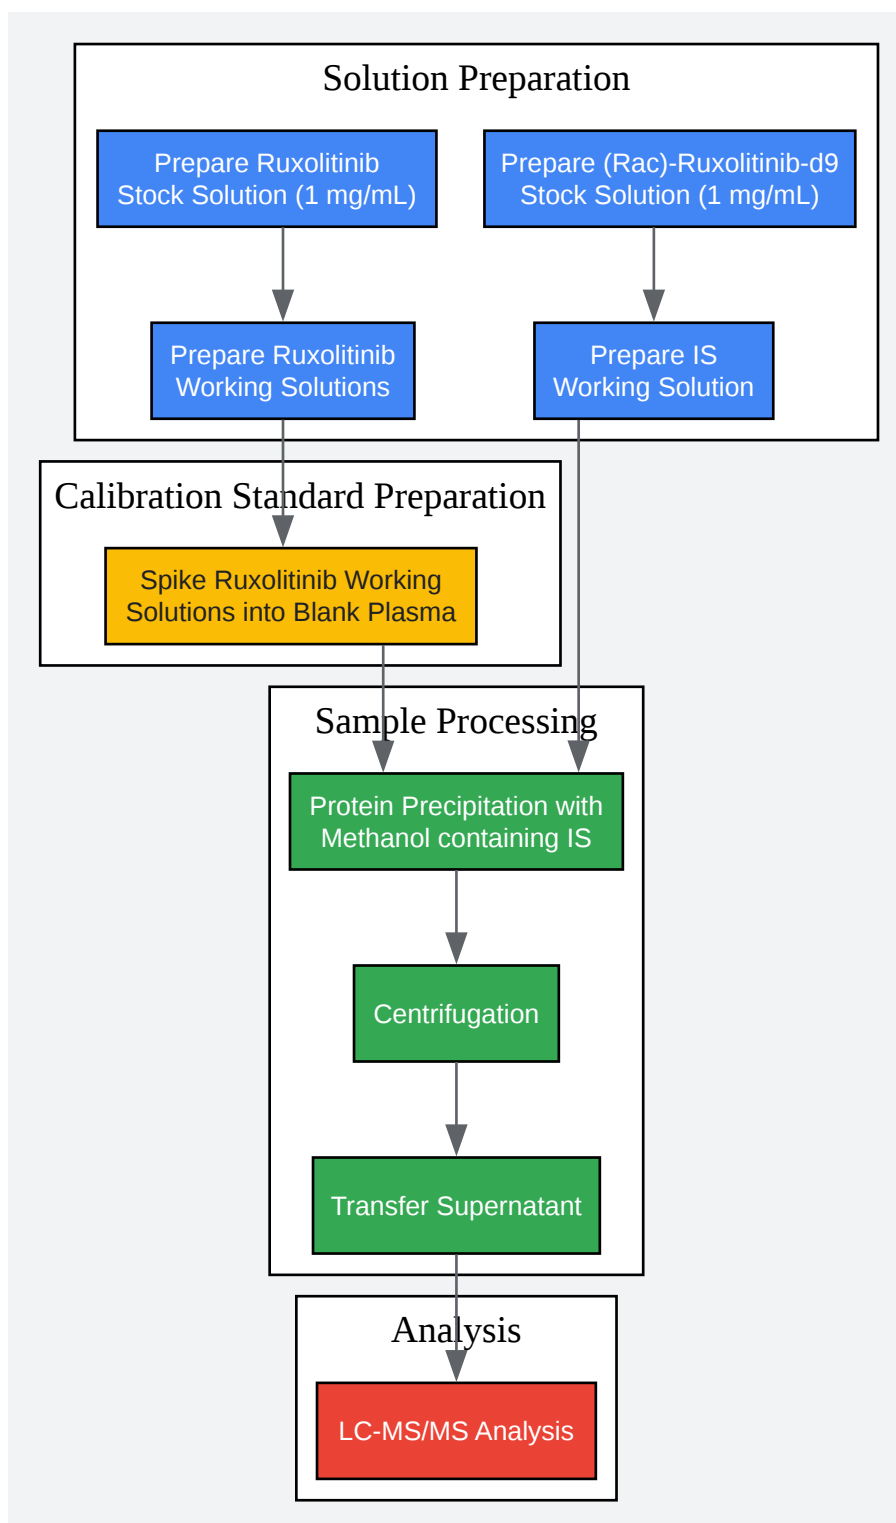 Solution Preparation
Prepare Ruxolitinib
Stock Solution (1 mg/mL)
Prepare (Rac)-Ruxolitinib-d9
Stock Solution (1 mg/mL)
Prepare Ruxolitinib
Working Solutions
Prepare IS
Working Solution
Calibration Standard Preparation
Spike Ruxolitinib Working
Solutions into Blank Plasma
Sample Processing
Protein Precipitation with
Methanol containing IS
Centrifugation
Transfer Supernatant
Analysis
LC-MS/MS Analysis